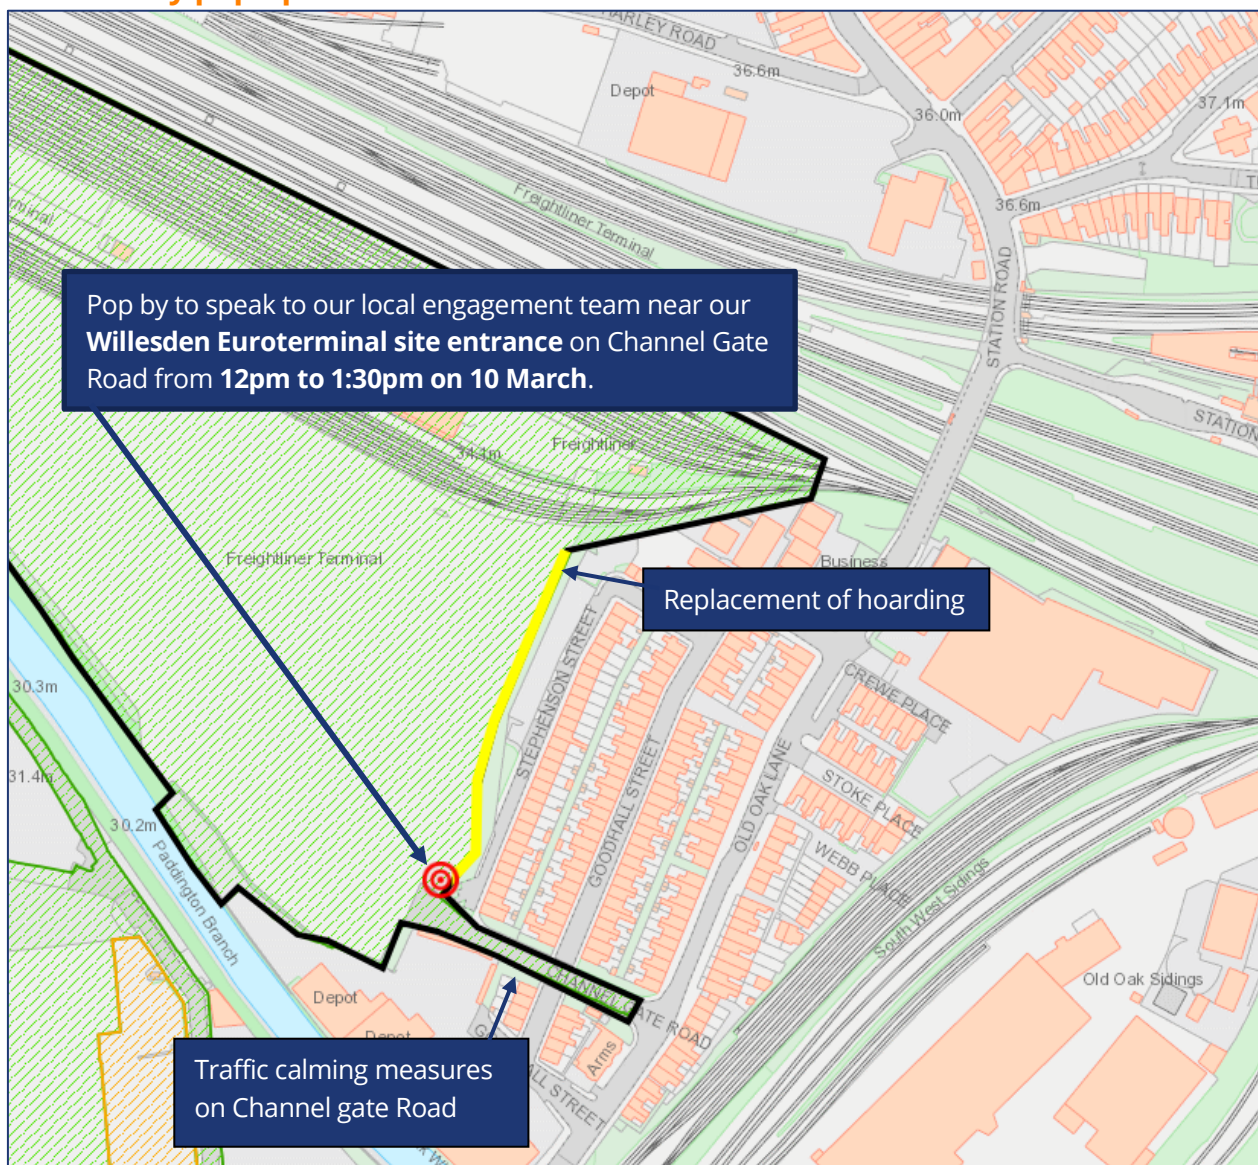 HARLEY ROAD
36.6m
Depot
36.0m
37.1m
Freightliner Terminal
36.6m
STATION ROAD
Pop by to speak to our local engagement team near our
Willesden Euroterminal site entrance on Channel Gate
Road from 12pm to 1:30pm on 10 March.
STATION
34.1m
Freightliner
Freightliner Terminal
Business
Replacement of hoarding
STEPHENSON STREET
GOODHALL STREET
OLD OAK LANE
CREWE PLACE
STOKE PLACE
WEBB PLACE
30.3m
31.4m
30.2m
Paddington Branch
South West Sidings
Old Oak Sidings
CHANNEL GATE ROAD
Depot
Depot
Arms
STREET
Traffic calming measures
on Channel gate Road